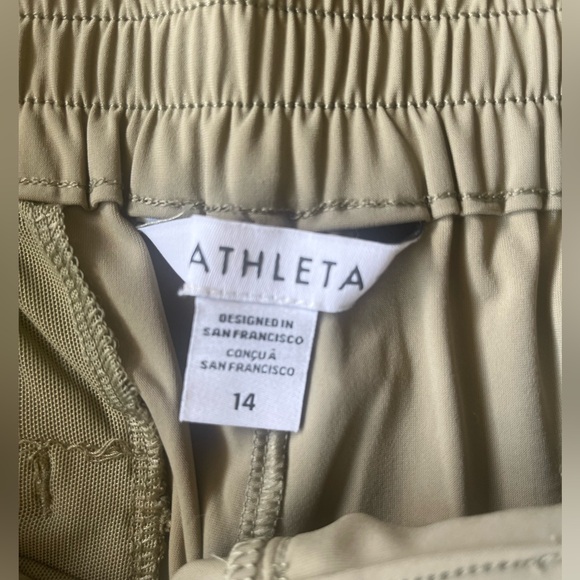 ATHLETA
DESIGNED IN
SAN FRANCISCO
CONÇU À
SAN FRANCISCO
14